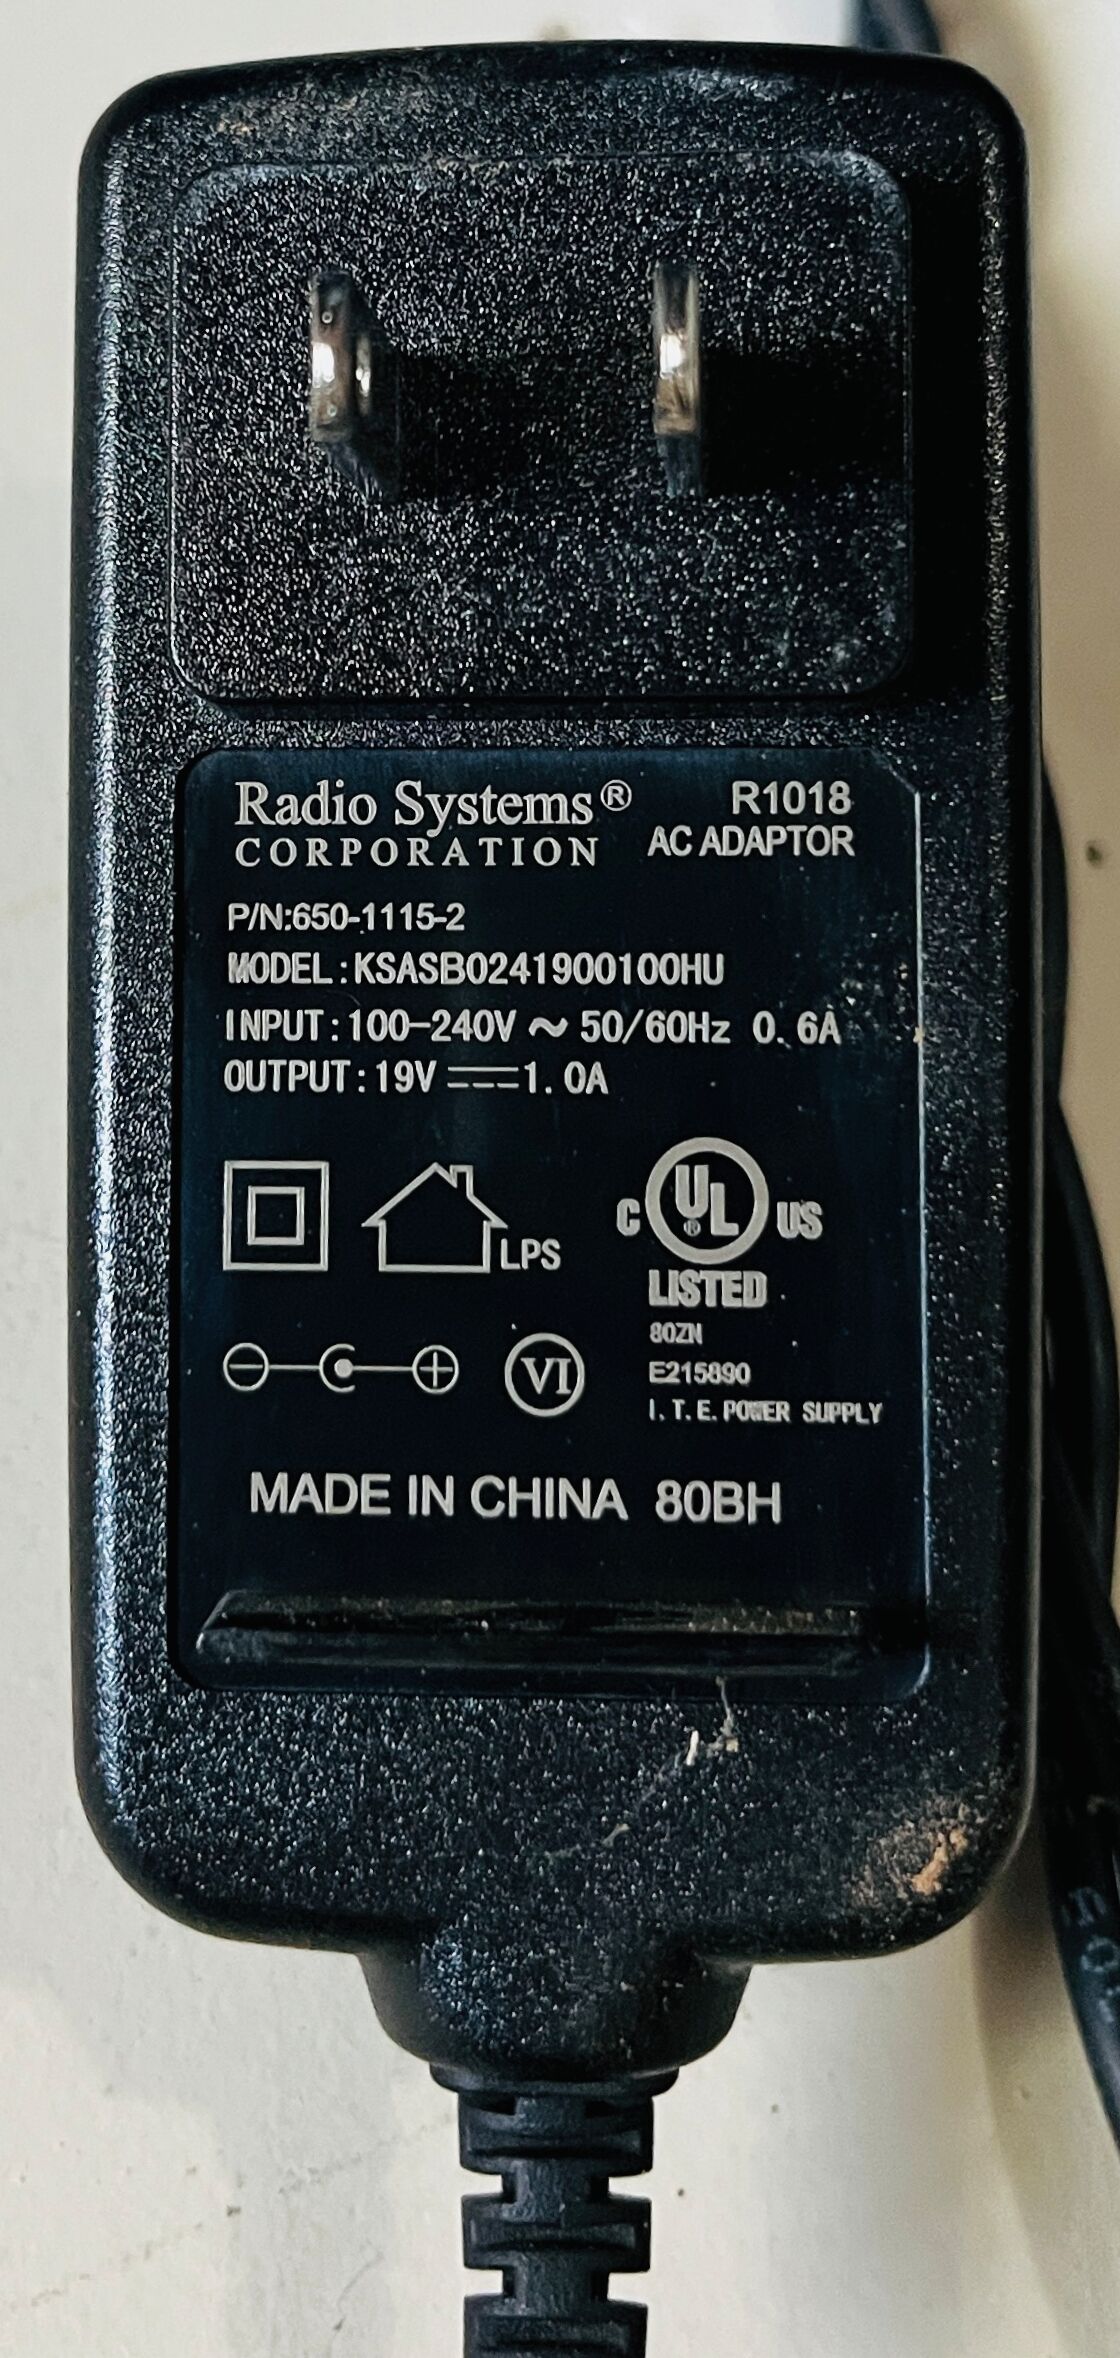 Radio Systems® R1018
CORPORATION AC ADAPTOR
P/N:650-1115-2
MODEL:KSASB0241900100HU
INPUT:100-240V ~ 50/60Hz 0.6A
OUTPUT:19V ⎓ 1.0A
LPS
C UL® US
LISTED
80ZN
E215890
I.T.E. POWER SUPPLY
VI
MADE IN CHINA 80BH